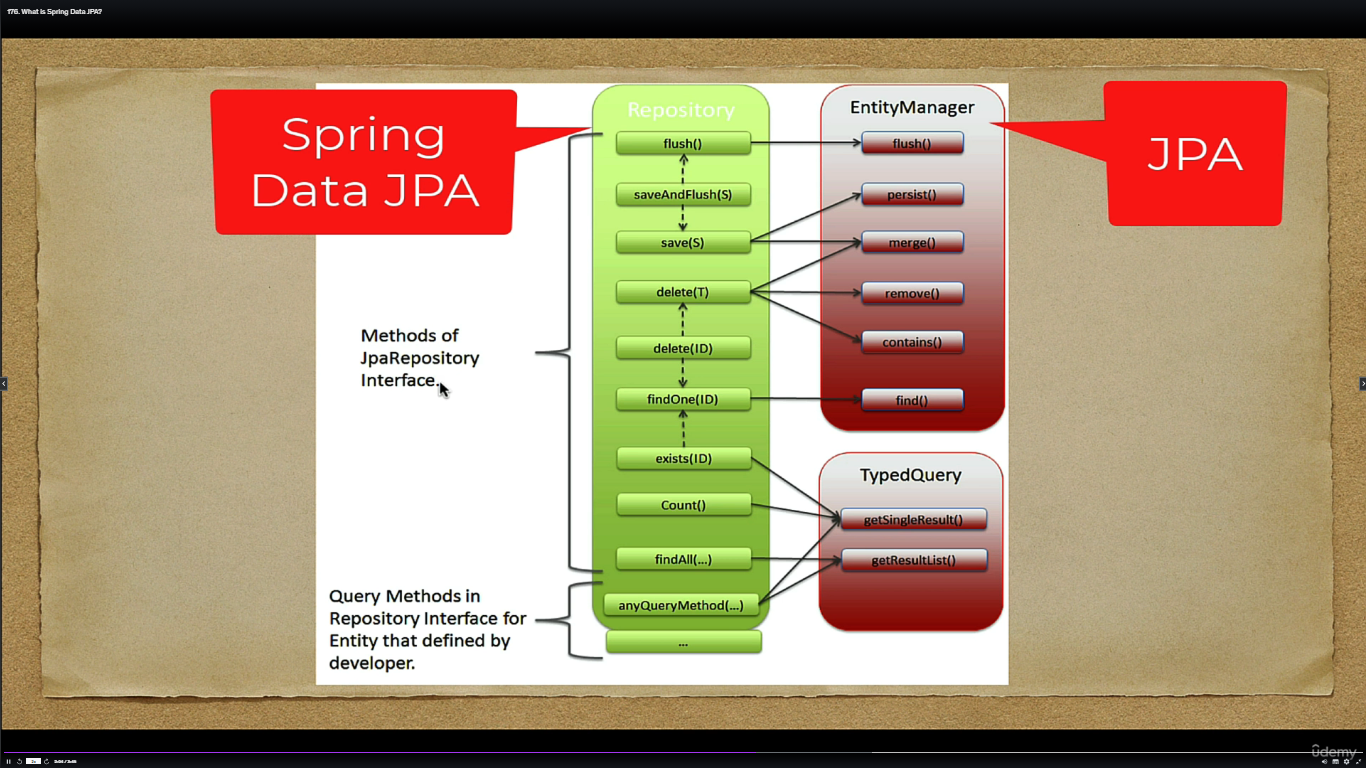 176. What is Spring Data JPA?
Spring
Data JPA
Repository
flush()
saveAndFlush(S)
save(S)
delete(T)
delete(ID)
findOne(ID)
exists(ID)
Count()
findAll(...)
anyQueryMethod(...)
...
EntityManager
flush()
persist()
merge()
remove()
contains()
find()
JPA
TypedQuery
getSingleResult()
getResultList()
Methods of
JpaRepository
Interface.
Query Methods in
Repository Interface for
Entity that defined by
developer.
ûdemy